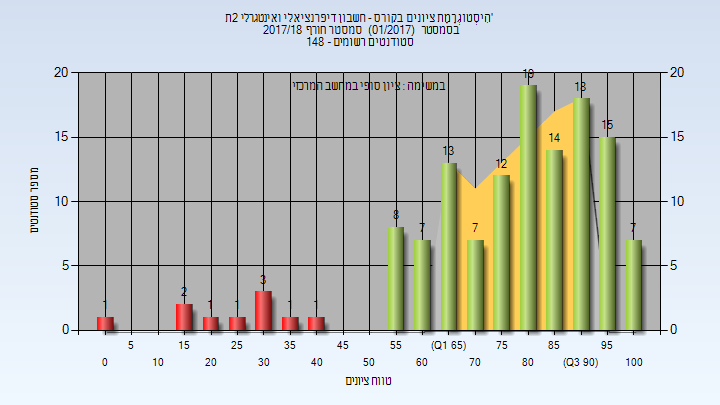 הִיסְטוֹגְרָמַת ציונים בקורס - חשבון דיפרנציאלי ואינטגרלי 2ת'
בסמסטר (01/2017) סמסטר חורף 2017/18
סטודנטים רשומים - 148
במשימה : ציון סופי במחשב המרכזי
מספר סטודנטים
20 15 10 5 0
20 15 10 5 0
1 2 1 1 3 1 1 8 7 13 7 12 19 14 18 15 7
5 15 25 35 45 55 (Q1 65) 75 85 95
0 10 20 30 40 50 60 70 80 (Q3 90) 100
טווח ציונים